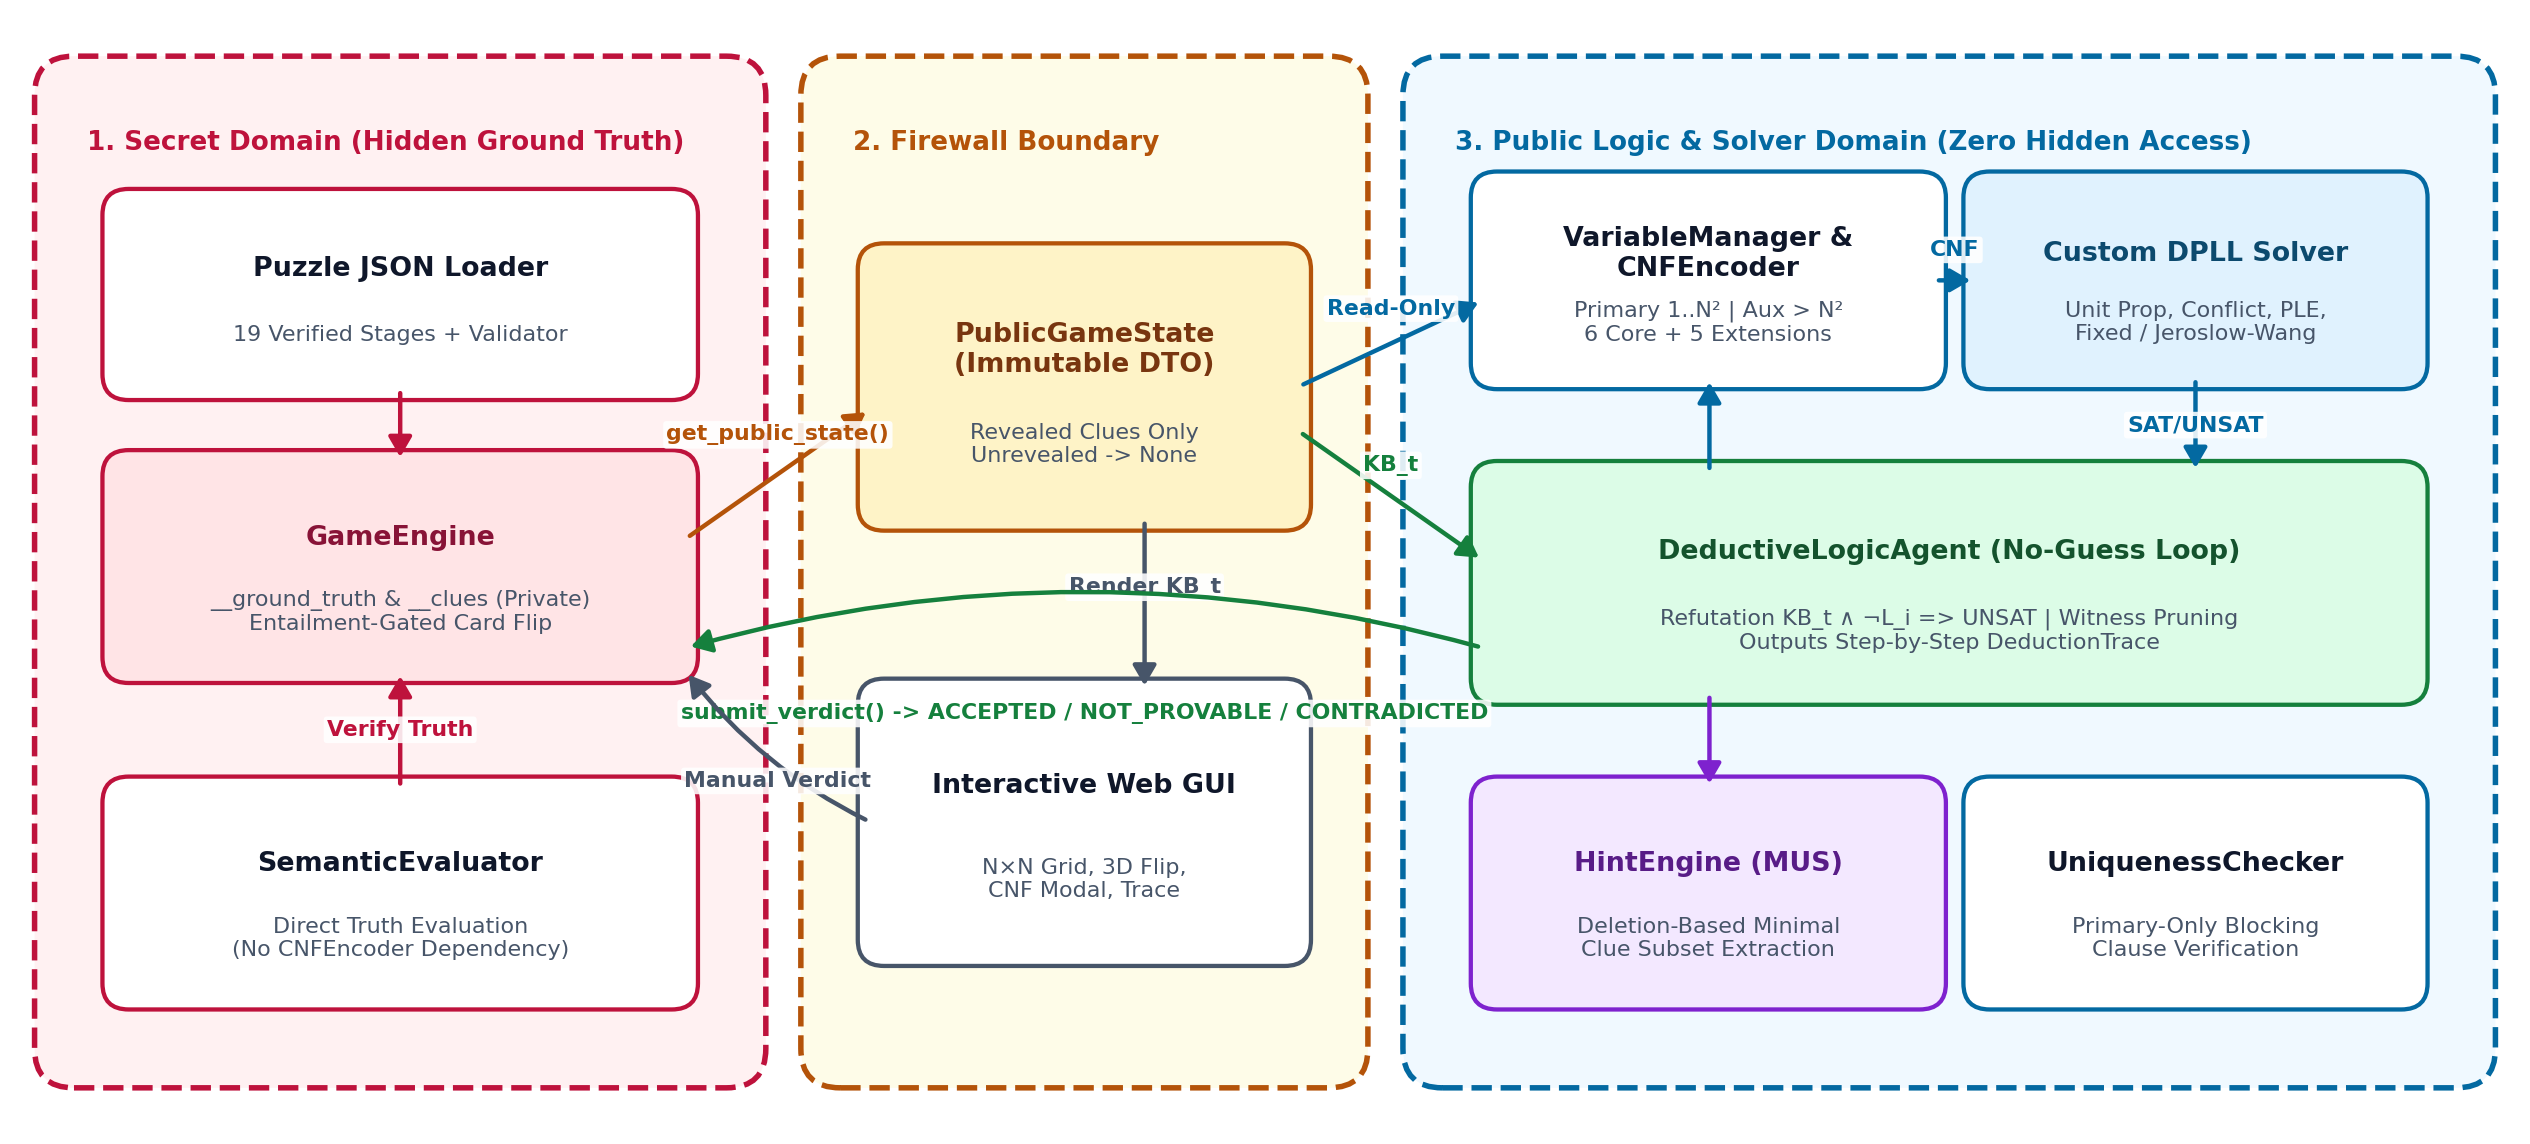 1. Secret Domain (Hidden Ground Truth)
Puzzle JSON Loader
19 Verified Stages + Validator
GameEngine
__ground_truth & __clues (Private)
Entailment-Gated Card Flip
Verify Truth
SemanticEvaluator
Direct Truth Evaluation
(No CNFEncoder Dependency)
get_public_state()
2. Firewall Boundary
PublicGameState
(Immutable DTO)
Revealed Clues Only
Unrevealed -> None
Render KB_t
submit_verdict() -> ACCEPTED / NOT_PROVABLE / CONTRADICTED
Manual Verdict
Interactive Web GUI
N×N Grid, 3D Flip,
CNF Modal, Trace
Read-Only
KB_t
3. Public Logic & Solver Domain (Zero Hidden Access)
VariableManager &
CNFEncoder
Primary 1..N² | Aux > N²
6 Core + 5 Extensions
CNF
Custom DPLL Solver
Unit Prop, Conflict, PLE,
Fixed / Jeroslow-Wang
SAT/UNSAT
DeductiveLogicAgent (No-Guess Loop)
Refutation KB_t ∧ ¬L_i => UNSAT | Witness Pruning
Outputs Step-by-Step DeductionTrace
HintEngine (MUS)
Deletion-Based Minimal
Clue Subset Extraction
UniquenessChecker
Primary-Only Blocking
Clause Verification